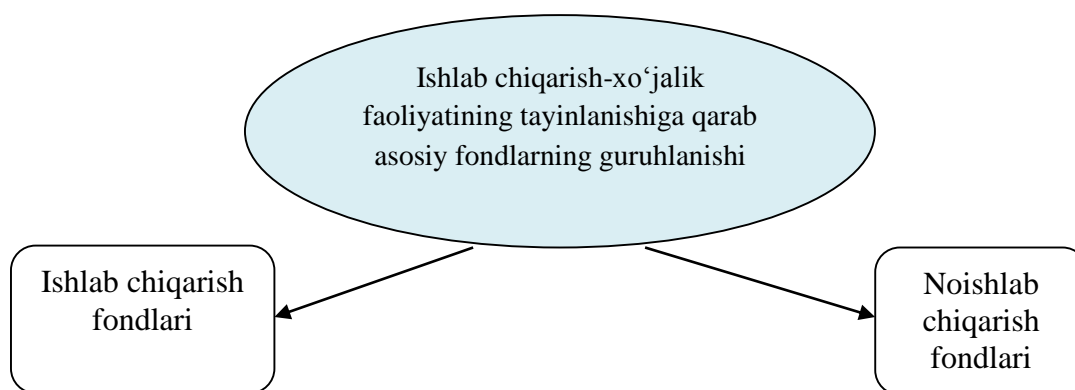 Ishlab chiqarish-xo‘jalik
faoliyatining tayinlanishiga qarab
asosiy fondlarning guruhlanishi
Ishlab chiqarish
fondlari
Noishlab
chiqarish
fondlari